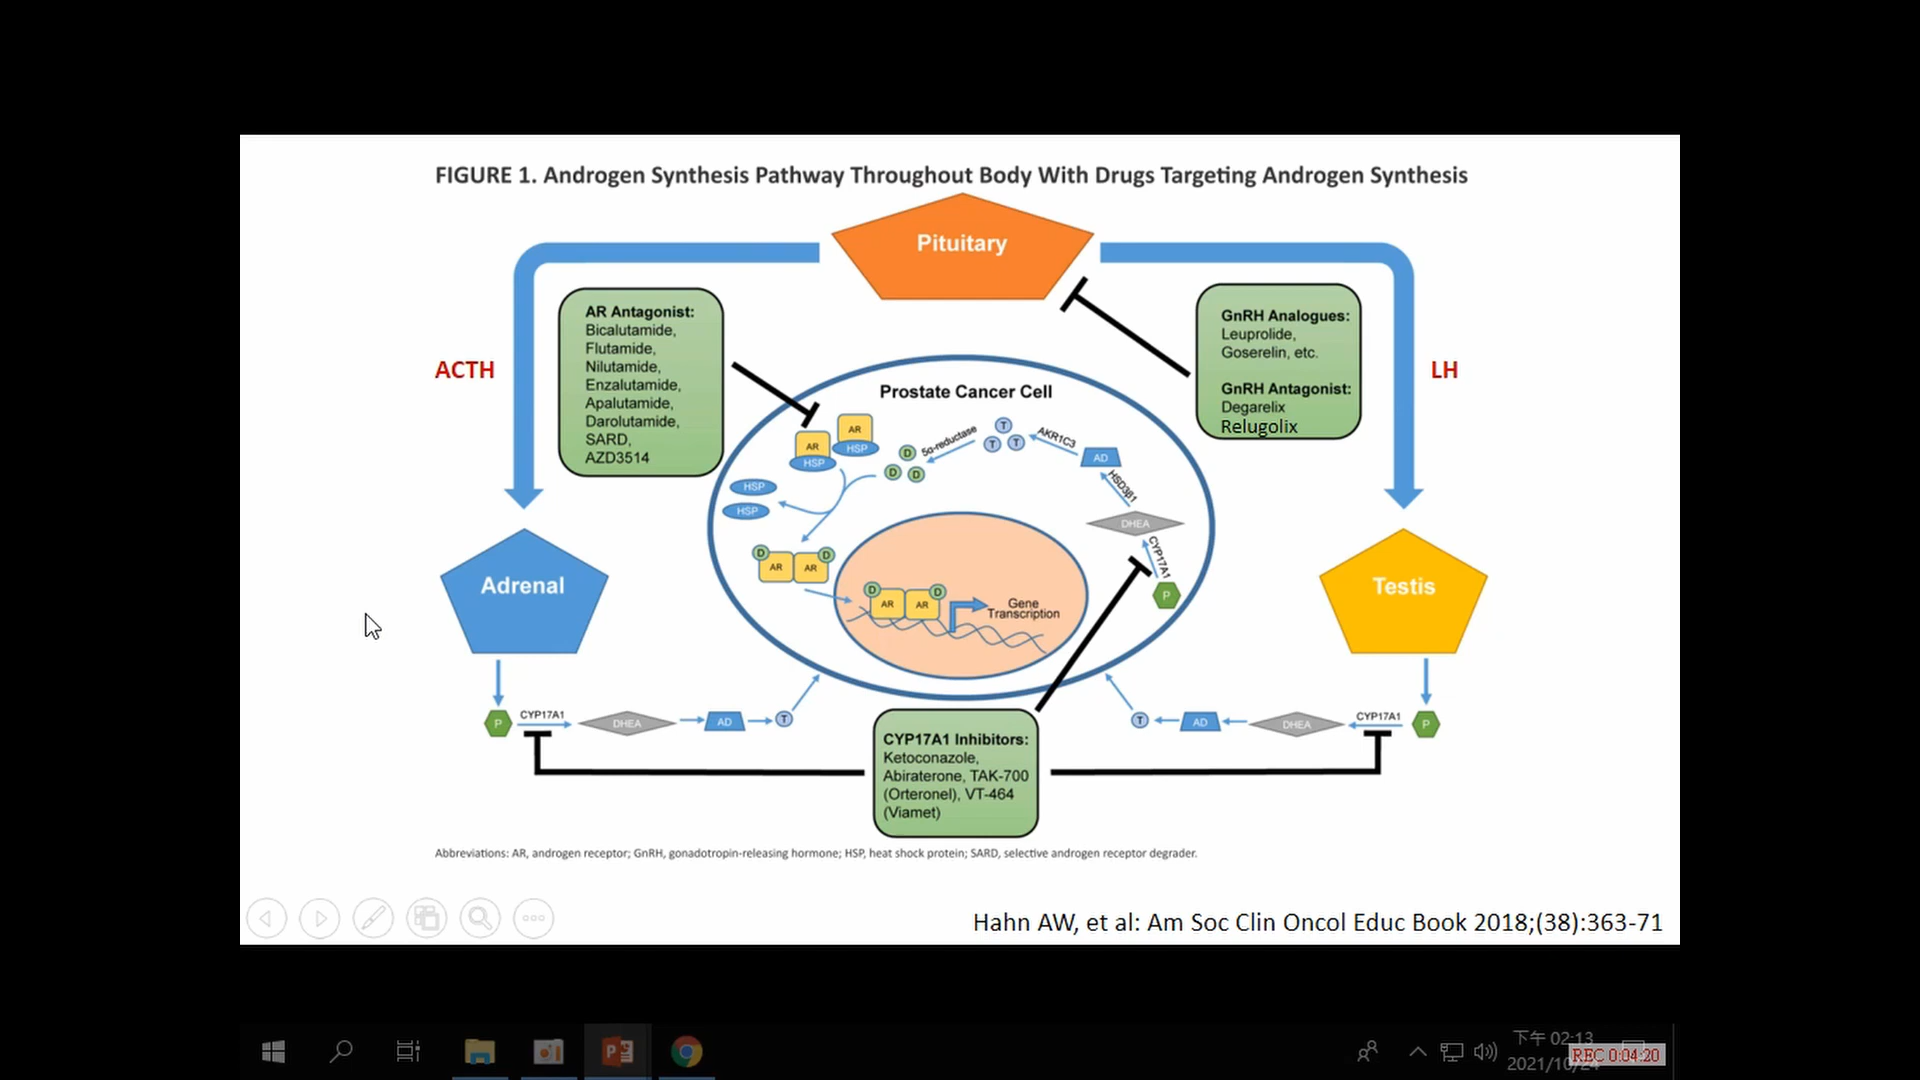 FIGURE 1. Androgen Synthesis Pathway Throughout Body With Drugs Targeting Androgen Synthesis
Pituitary
AR Antagonist:
Bicalutamide,
Flutamide,
Nilutamide,
Enzalutamide,
Apalutamide,
Darolutamide,
SARD,
AZD3514
GnRH Analogues:
Leuprolide,
Goserelin, etc.
GnRH Antagonist:
Degarelix
Relugolix
ACTH
LH
Prostate Cancer Cell
AR
HSP
AR
HSP
HSP
HSP
D
D
D
5α-reductase
T
T
T
AKR1C3
AD
HSD3β1
DHEA
CYP17A1
P
D
D
AR
AR
D
D
AR
AR
Gene
Transcription
Adrenal
Testis
P
CYP17A1
DHEA
AD
T
T
AD
DHEA
CYP17A1
P
CYP17A1 Inhibitors:
Ketoconazole,
Abiraterone, TAK-700
(Orteronel), VT-464
(Viamet)
Abbreviations: AR, androgen receptor; GnRH, gonadotropin-releasing hormone; HSP, heat shock protein; SARD, selective androgen receptor degrader.
Hahn AW, et al: Am Soc Clin Oncol Educ Book 2018;(38):363-71
下午 02:13
2021/10/24
REC 0:04:20